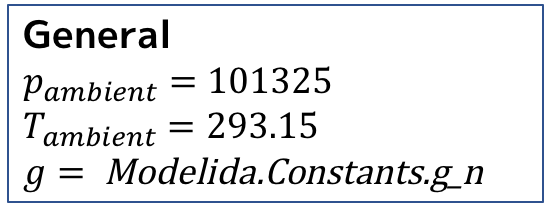 General
p_ambient = 101325
T_ambient = 293.15
g = Modelida.Constants.g_n